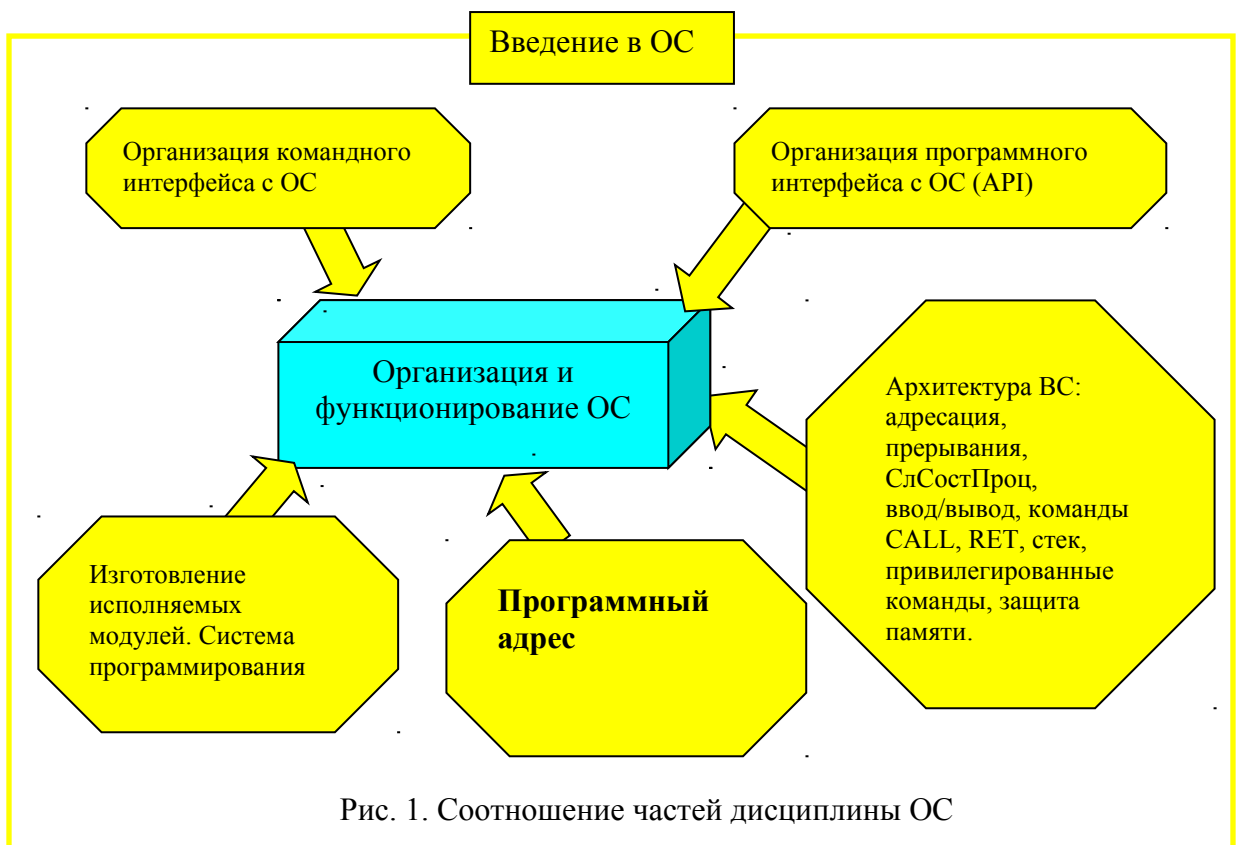 Введение в ОС
Организация командного
интерфейса с ОС
Организация программного
интерфейса с ОС (API)
Организация и
функционирование ОС
Архитектура ВС:
адресация,
прерывания,
СлСостПроц,
ввод/вывод, команды
CALL, RET, стек,
привилегированные
команды, защита
памяти.
Изготовление
исполняемых
модулей. Система
программирования
Программный
адрес
Рис. 1. Соотношение частей дисциплины ОС